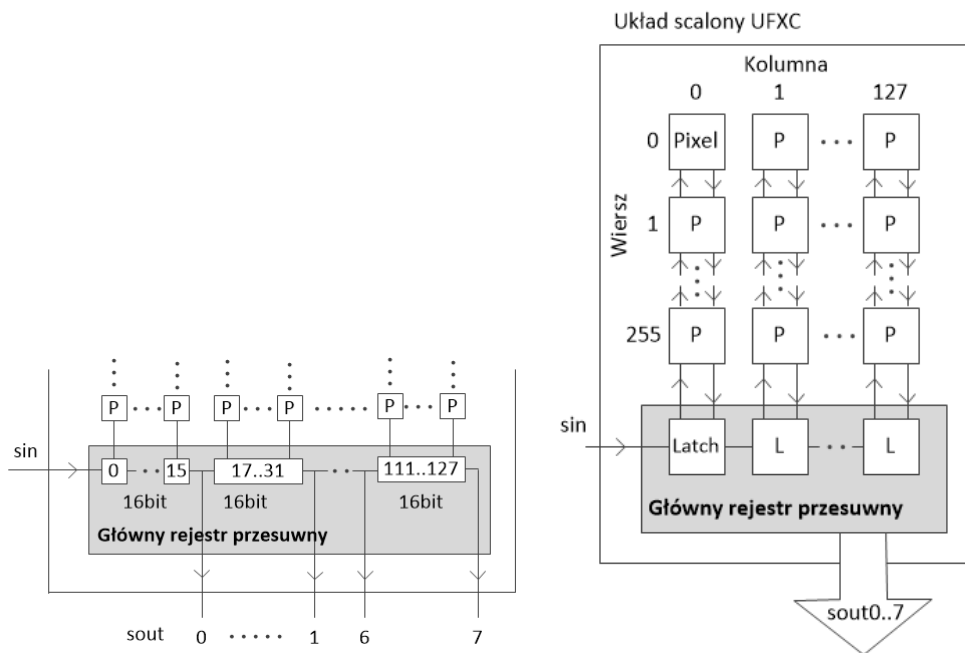 P P P P P P
sin
0 15 17..31 111..127
16bit 16bit 16bit
Główny rejestr przesuwny
sout 0 1 6 7
Układ scalony UFXC
Kolumna
0 1 127
Wiersz
0 Pixel P P
1 P P P
255 P P P
sin
Latch L L
Główny rejestr przesuwny
sout0..7